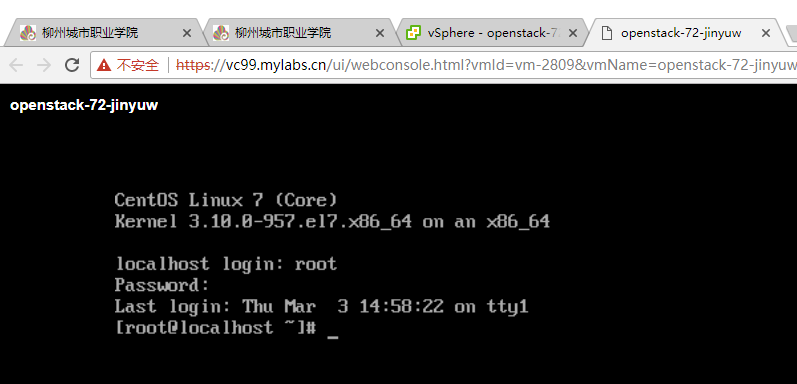 柳州城市职业学院
柳州城市职业学院
vSphere - openstack-7
openstack-72-jinyuw
不安全 https://vc99.mylabs.cn/ui/webconsole.html?vmId=vm-2809&vmName=openstack-72-jinyuw
openstack-72-jinyuw
CentOS Linux 7 (Core)
Kernel 3.10.0-957.el7.x86_64 on an x86_64
localhost login: root
Password:
Last login: Thu Mar  3 14:58:22 on tty1
[root@localhost ~]# _